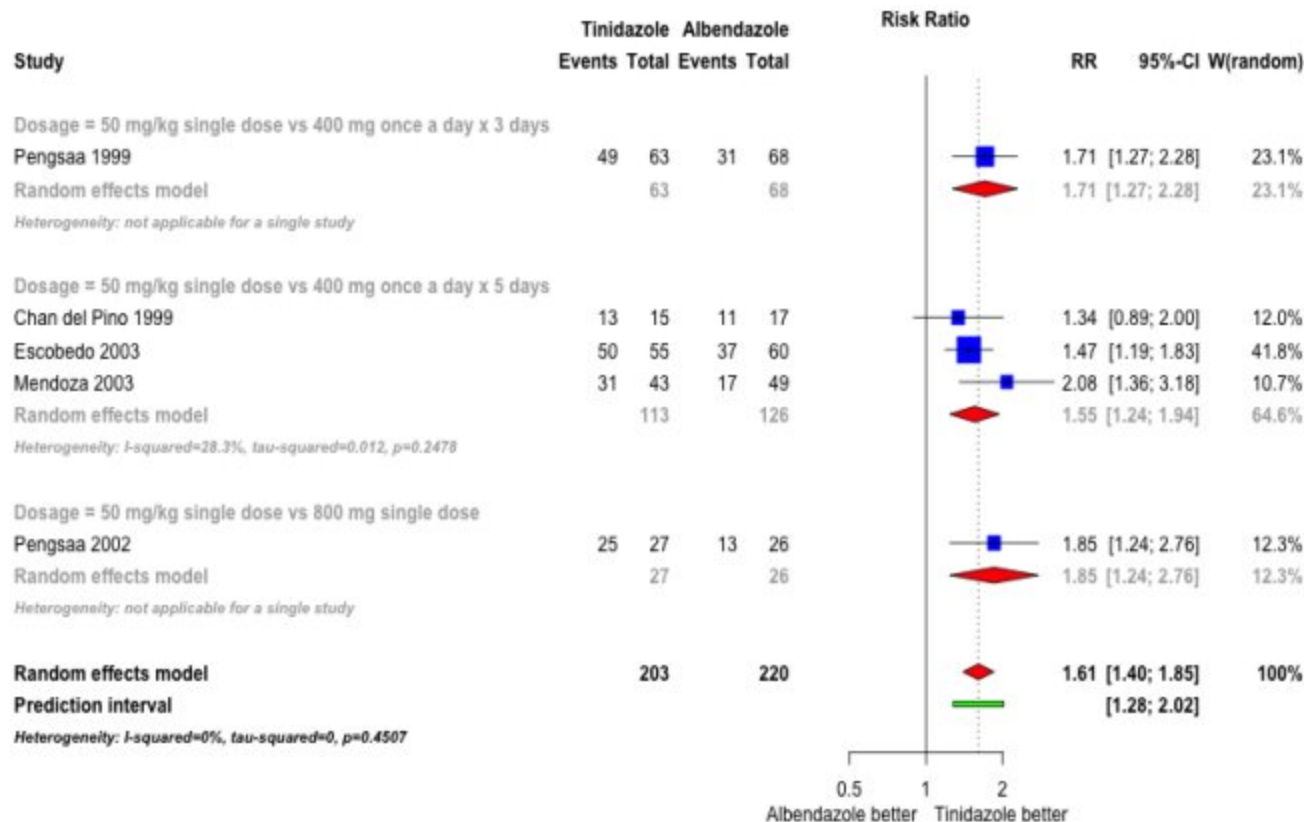 Risk Ratio
Tinidazole Albendazole
Study Events Total Events Total RR 95%-CI W(random)
Dosage = 50 mg/kg single dose vs 400 mg once a day x 3 days
Pengsaa 1999 49 63 31 68 1.71 [1.27; 2.28] 23.1%
Random effects model 63 68 1.71 [1.27; 2.28] 23.1%
Heterogeneity: not applicable for a single study
Dosage = 50 mg/kg single dose vs 400 mg once a day x 5 days
Chan del Pino 1999 13 15 11 17 1.34 [0.89; 2.00] 12.0%
Escobedo 2003 50 55 37 60 1.47 [1.19; 1.83] 41.8%
Mendoza 2003 31 43 17 49 2.08 [1.36; 3.18] 10.7%
Random effects model 113 126 1.55 [1.24; 1.94] 64.6%
Heterogeneity: I-squared=28.3%, tau-squared=0.012, p=0.2478
Dosage = 50 mg/kg single dose vs 800 mg single dose
Pengsaa 2002 25 27 13 26 1.85 [1.24; 2.76] 12.3%
Random effects model 27 26 1.85 [1.24; 2.76] 12.3%
Heterogeneity: not applicable for a single study
Random effects model 203 220 1.61 [1.40; 1.85] 100%
Prediction interval [1.28; 2.02]
Heterogeneity: I-squared=0%, tau-squared=0, p=0.4507
0.5 1 2
Albendazole better Tinidazole better